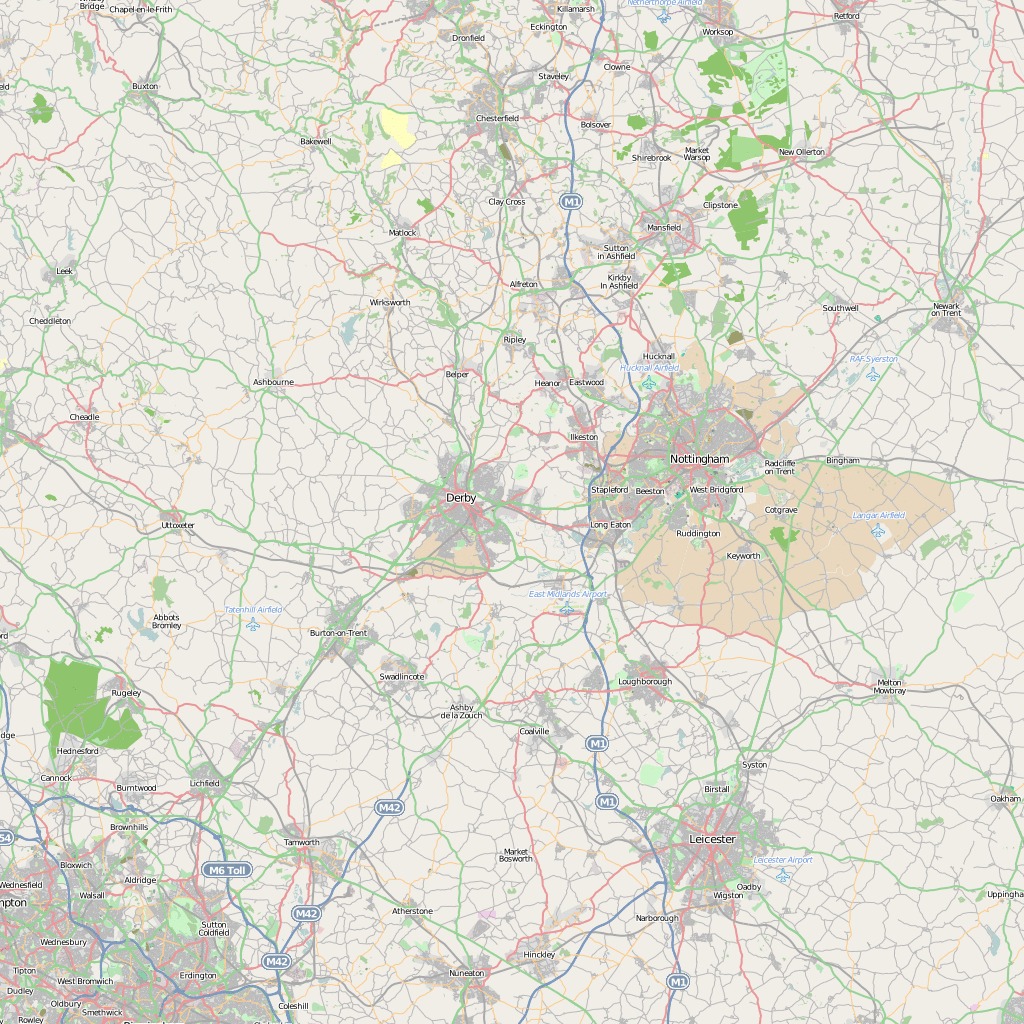 Bridge
Chapel-en-le-Frith
Killamarsh
Netherthorpe Airfield
Retford
Eckington
Worksop
Dronfield
Clowne
Staveley
Buxton
Chesterfield
Bolsover
Bakewell
Shirebrook
Market
Warsop
New Ollerton
Clay Cross
M1
Clipstone
Matlock
Mansfield
Sutton
in Ashfield
Leek
Alfreton
Kirkby
In Ashfield
Wirksworth
Southwell
Newark
on Trent
Cheddleton
Ripley
Hucknall
Hucknall Airfield
RAF Syerston
Belper
Ashbourne
Heanor
Eastwood
Cheadle
Ilkeston
Nottingham
Radcliffe
on Trent
Bingham
Derby
Stapleford
Beeston
West Bridgford
Cotgrave
Langar Airfield
Uttoxeter
Long Eaton
Ruddington
Keyworth
East Midlands Airport
Tatenhill Airfield
Abbots
Bromley
Burton-on-Trent
Swadlincote
Loughborough
Melton
Mowbray
Rugeley
Ashby
de la Zouch
Coalville
Hednesford
M1
Syston
Cannock
Burntwood
Lichfield
Birstall
Oakham
M42
M1
Brownhills
54
Tamworth
Leicester
Market
Bosworth
Bloxwich
M6 Toll
Leicester Airport
Wednesfield
Aldridge
Walsall
Oadby
Wigston
Uppingha
mpton
M42
Atherstone
Narborough
Sutton
Coldfield
Wednesbury
Hinckley
M42
Tipton
Erdington
Nuneaton
West Bromwich
M1
Dudley
Oldbury
Coleshill
Smethwick
Rowley